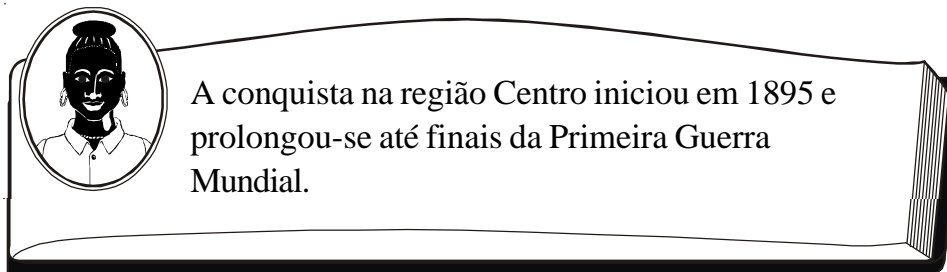 A conquista na região Centro iniciou em 1895 e
prolongou-se até finais da Primeira Guerra
Mundial.